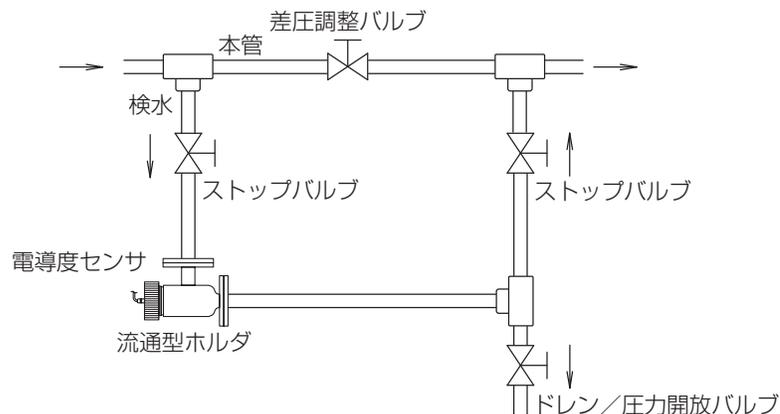 差圧調整バルブ
本管
検水
ストップバルブ
ストップバルブ
電導度センサ
流通型ホルダ
ドレン／圧力開放バルブ